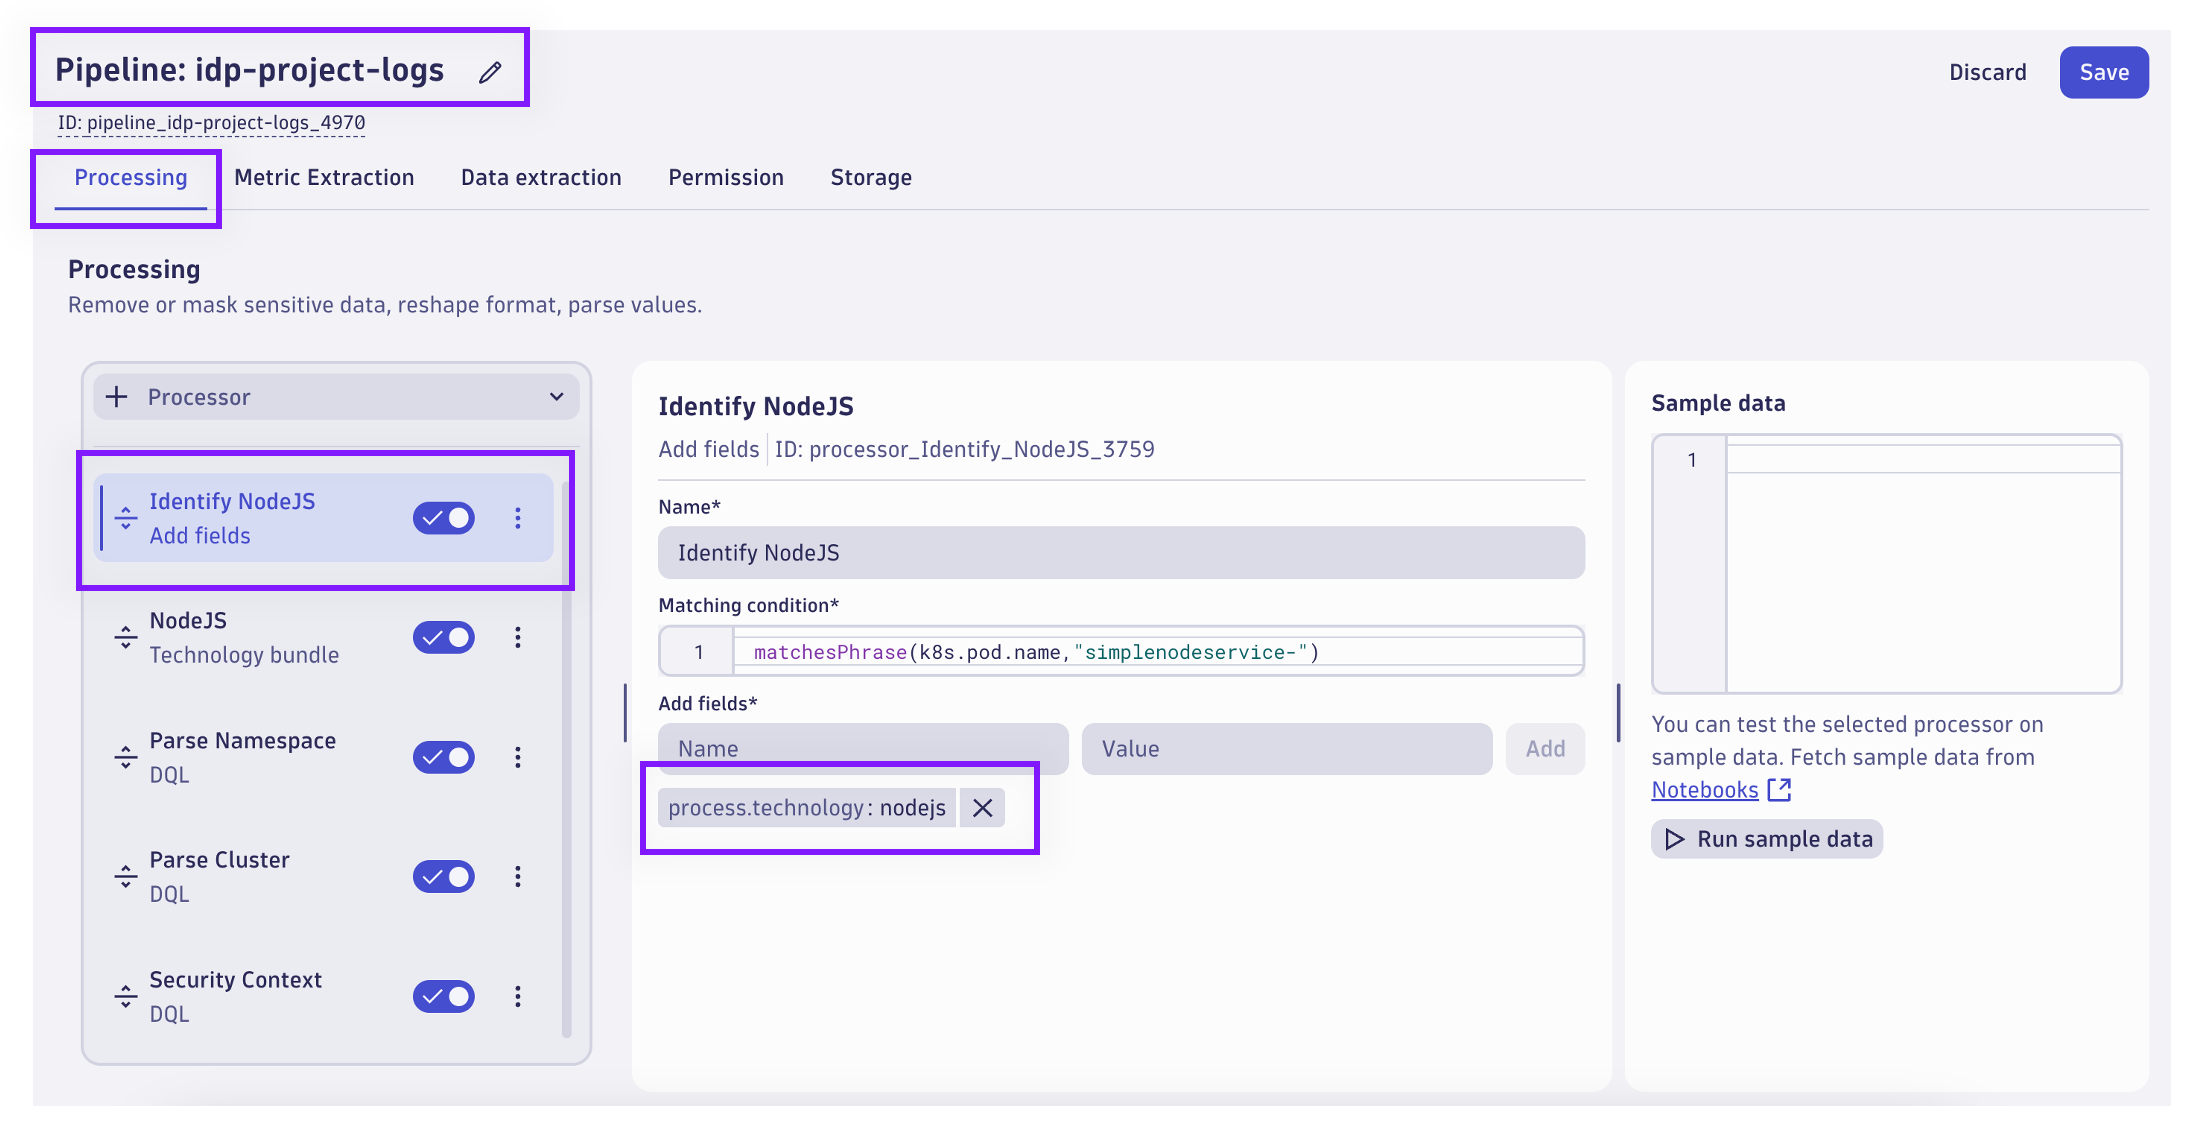 Pipeline: idp-project-logs
Discard
Save
ID: pipeline_idp-project-logs_4970
Processing
Metric Extraction
Data extraction
Permission
Storage
Processing
Remove or mask sensitive data, reshape format, parse values.
Processor
Identify NodeJS
Add fields
NodeJS
Technology bundle
Parse Namespace
DQL
Parse Cluster
DQL
Security Context
DQL
Identify NodeJS
Add fields
ID: processor_Identify_NodeJS_3759
Name*
Identify NodeJS
Matching condition*
1
matchesPhrase(k8s.pod.name,"simplenodeservice-")
Add fields*
Name
Value
Add
process.technology: nodejs
Sample data
1
You can test the selected processor on
sample data. Fetch sample data from
Notebooks
Run sample data